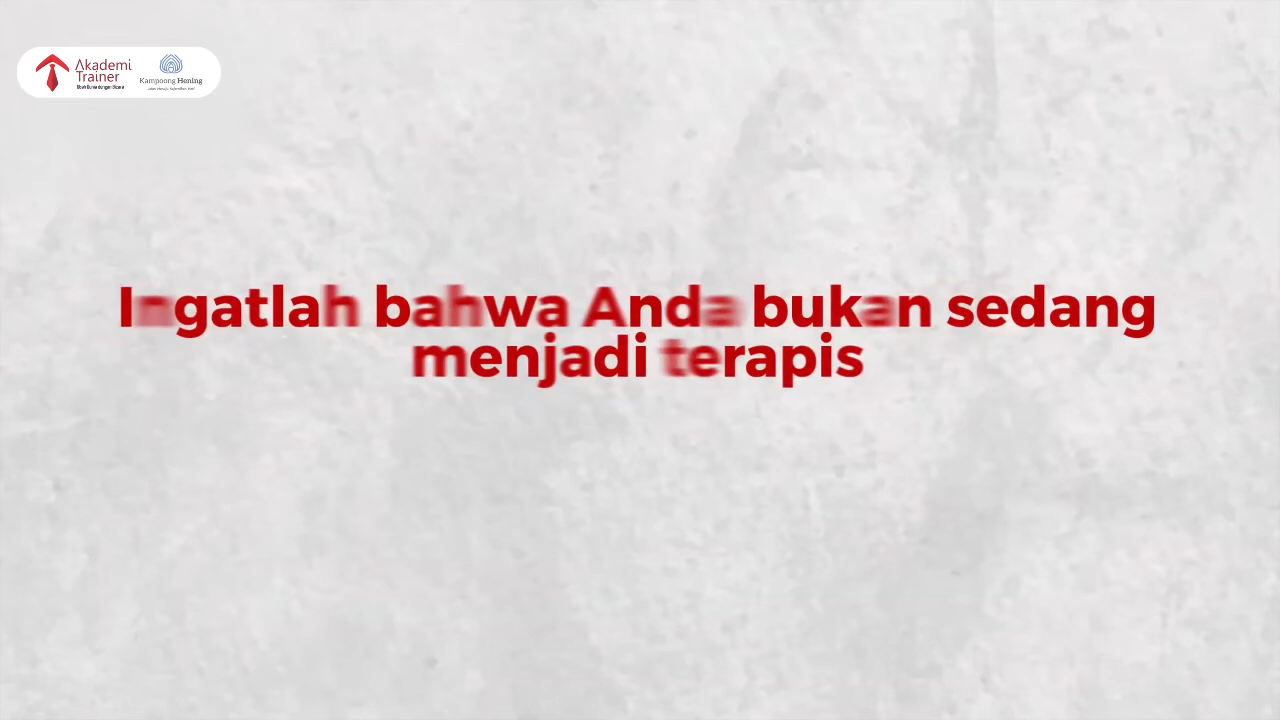 Akademi
Trainer
Kampoong Hening
Ingatlah bahwa Anda bukan sedang
menjadi terapis